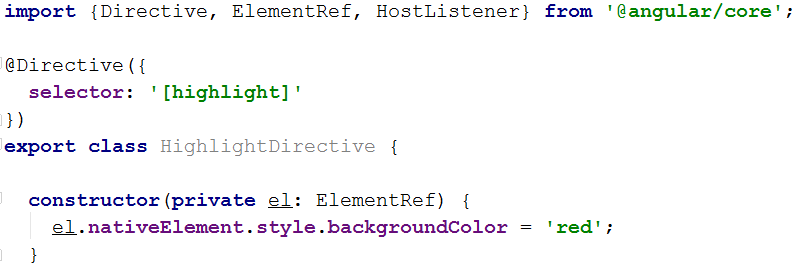 import {Directive, ElementRef, HostListener} from '@angular/core';
@Directive({
  selector: '[highlight]'
})
export class HighlightDirective {
  constructor(private el: ElementRef) {
    el.nativeElement.style.backgroundColor = 'red';
  }